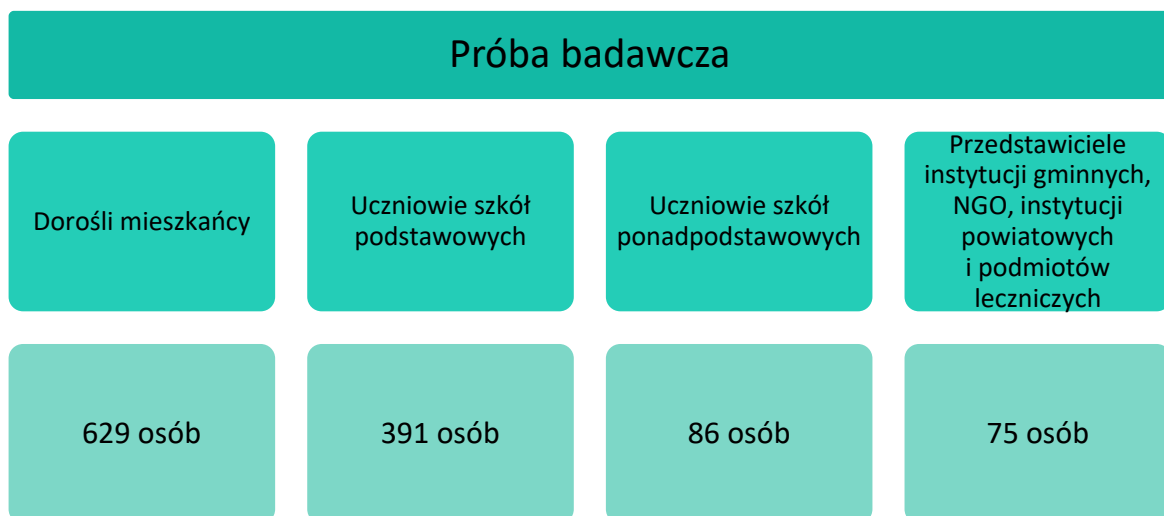 Próba badawcza
Dorośli mieszkańcy
Uczniowie szkół
podstawowych
Uczniowie szkół
ponadpodstawowych
Przedstawiciele
instytucji gminnych,
NGO, instytucji
powiatowych
i podmiotów
leczniczych
629 osób
391 osób
86 osób
75 osób